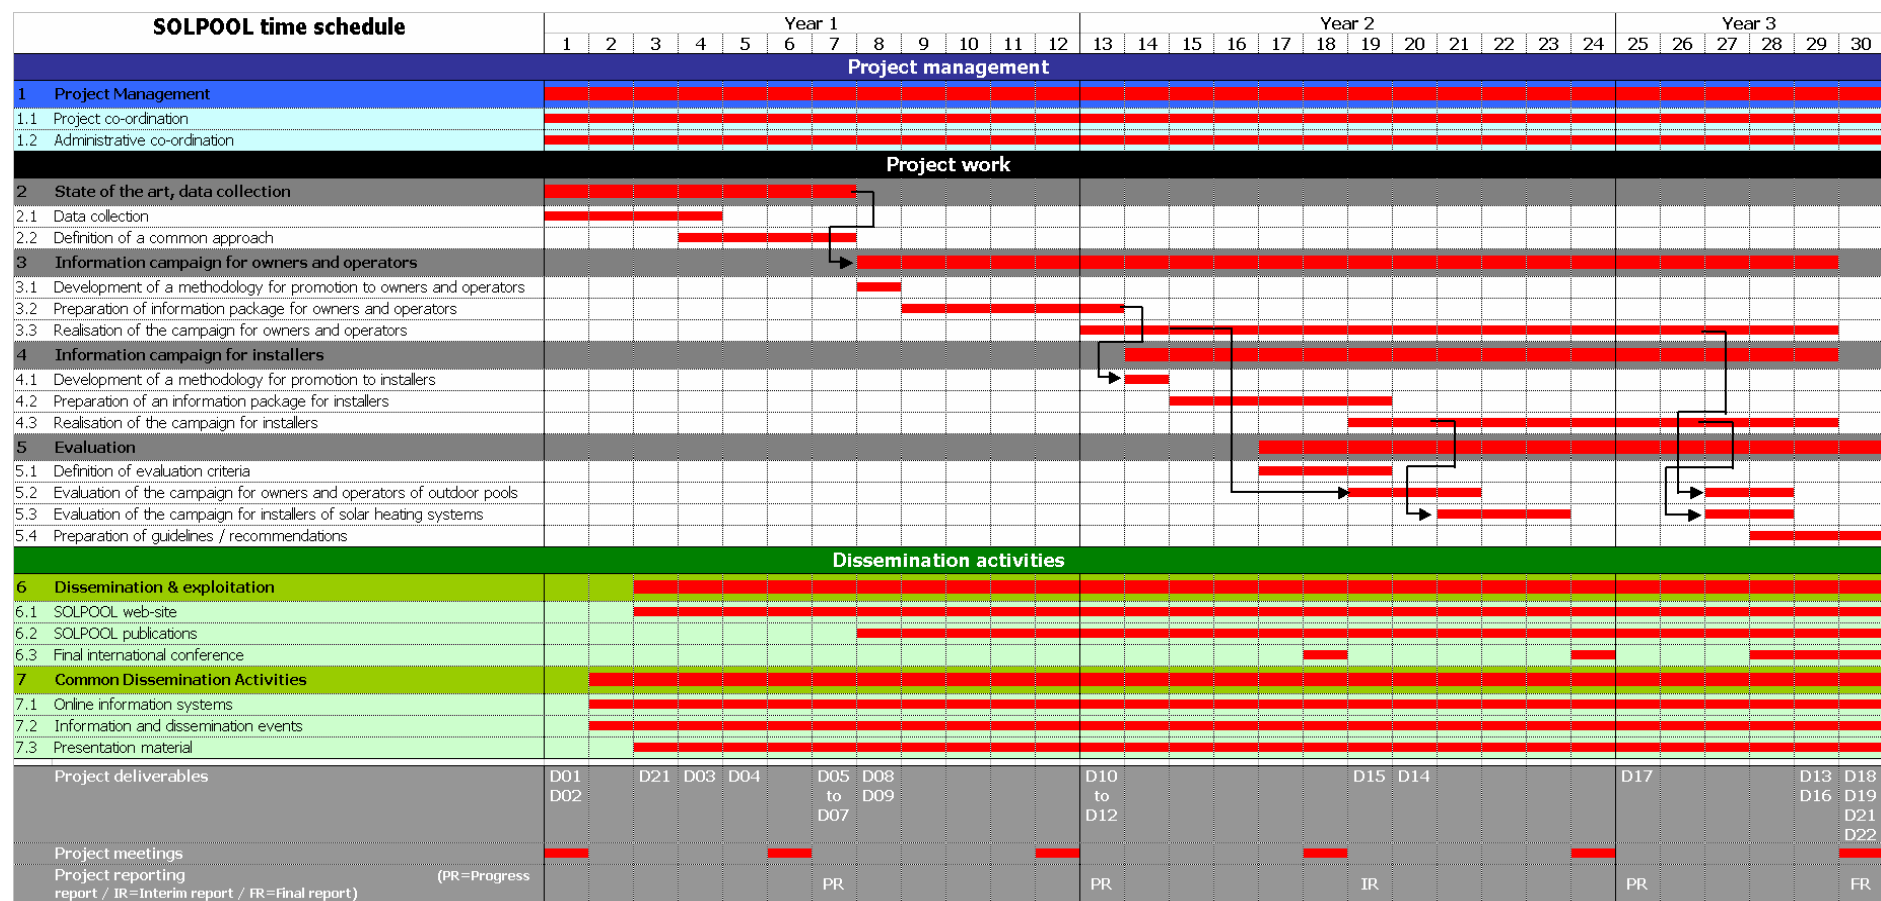 SOLPOOL time schedule
Year 1 Year 2 Year 3
1 2 3 4 5 6 7 8 9 10 11 12 13 14 15 16 17 18 19 20 21 22 23 24 25 26 27 28 29 30
Project management
1 Project Management
1.1 Project co-ordination
1.2 Administrative co-ordination
Project work
2 State of the art, data collection
2.1 Data collection
2.2 Definition of a common approach
3 Information campaign for owners and operators
3.1 Development of a methodology for promotion to owners and operators
3.2 Preparation of information package for owners and operators
3.3 Realisation of the campaign for owners and operators
4 Information campaign for installers
4.1 Development of a methodology for promotion to installers
4.2 Preparation of an information package for installers
4.3 Realisation of the campaign for installers
5 Evaluation
5.1 Definition of evaluation criteria
5.2 Evaluation of the campaign for owners and operators of outdoor pools
5.3 Evaluation of the campaign for installers of solar heating systems
5.4 Preparation of guidelines / recommendations
Dissemination activities
6 Dissemination & exploitation
6.1 SOLPOOL web-site
6.2 SOLPOOL publications
6.3 Final international conference
7 Common Dissemination Activities
7.1 Online information systems
7.2 Information and dissemination events
7.3 Presentation material
Project deliverables D01 D21 D03 D04 D05 D08 D10 D15 D14 D17 D13 D18
D02 to D09 to D16 D19
D07 D12 D21
D22
Project meetings
Project reporting (PR=Progress
report / IR=Interim report / FR=Final report) PR PR IR PR FR